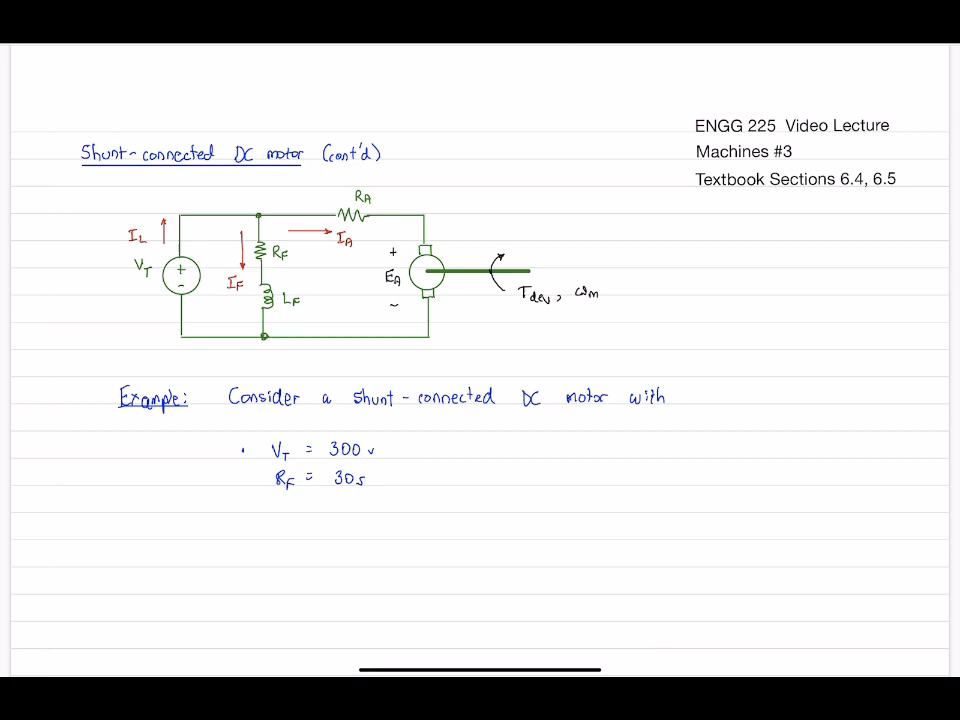 ENGG 225 Video Lecture
Machines #3
Textbook Sections 6.4, 6.5
Shunt-connected DC motor (cont'd)
RA
IL
IA
VT
+
-
RF
IF
LF
+
EA
-
Tdev, ωm
Example: Consider a shunt-connected DC motor with
• VT = 300 v
RF = 30